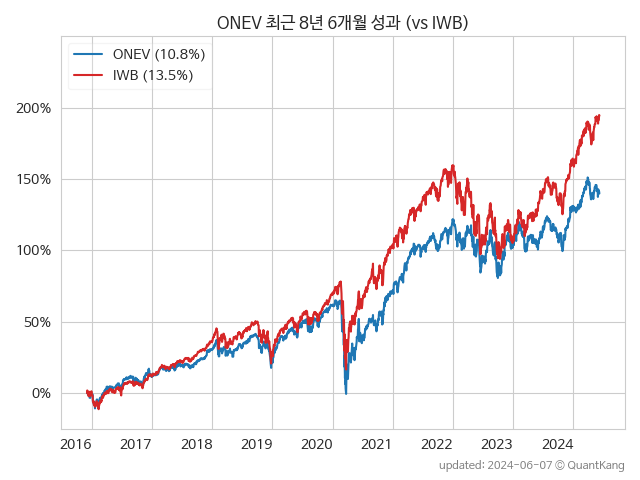 ONEV 최근 8년 6개월 성과 (vs IWB)
ONEV (10.8%)
IWB (13.5%)
200%
150%
100%
50%
0%
2016 2017 2018 2019 2020 2021 2022 2023 2024
updated: 2024-06-07 © QuantKang